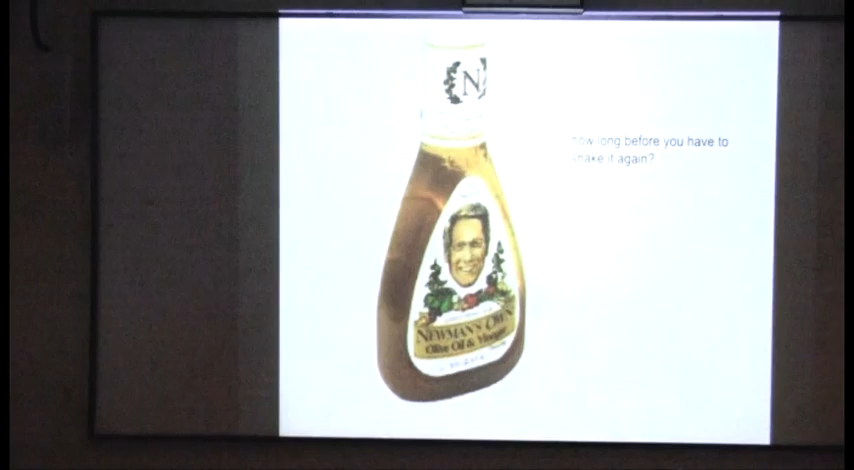 N
how long before you have to
shake it again?
NEWMAN'S OWN
Olive Oil & Vinegar